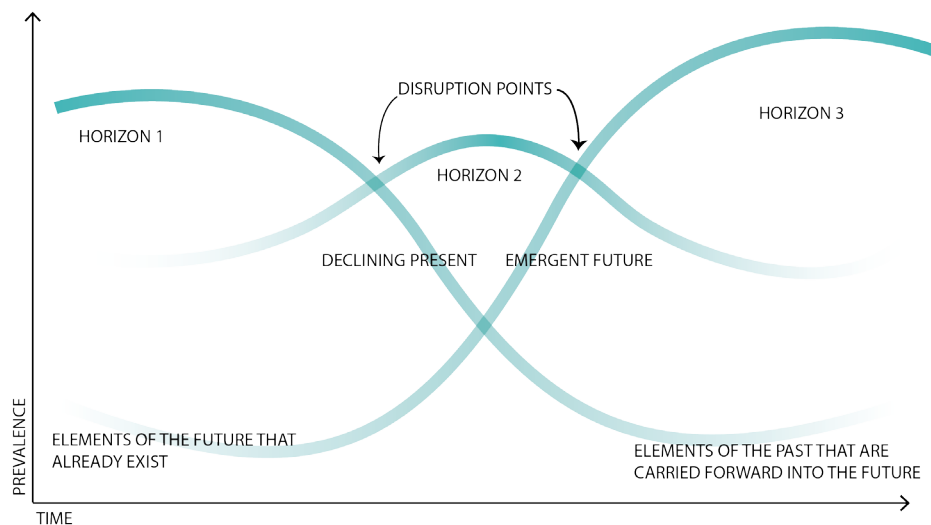 DISRUPTION POINTS
HORIZON 1
HORIZON 3
HORIZON 2
DECLINING PRESENT
EMERGENT FUTURE
ELEMENTS OF THE FUTURE THAT
ALREADY EXIST
ELEMENTS OF THE PAST THAT ARE
CARRIED FORWARD INTO THE FUTURE
PREVALENCE
TIME